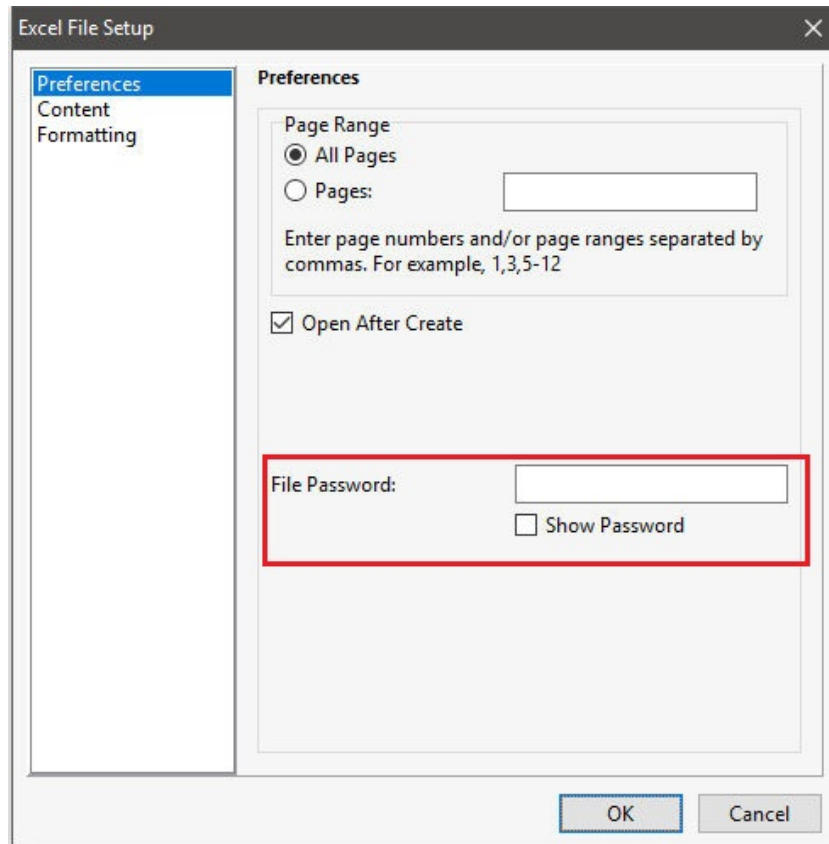 Excel File Setup
Preferences
Content
Formatting
Preferences
Page Range
All Pages
Pages:
Enter page numbers and/or page ranges separated by
commas. For example, 1,3,5-12
Open After Create
File Password:
Show Password
OK
Cancel